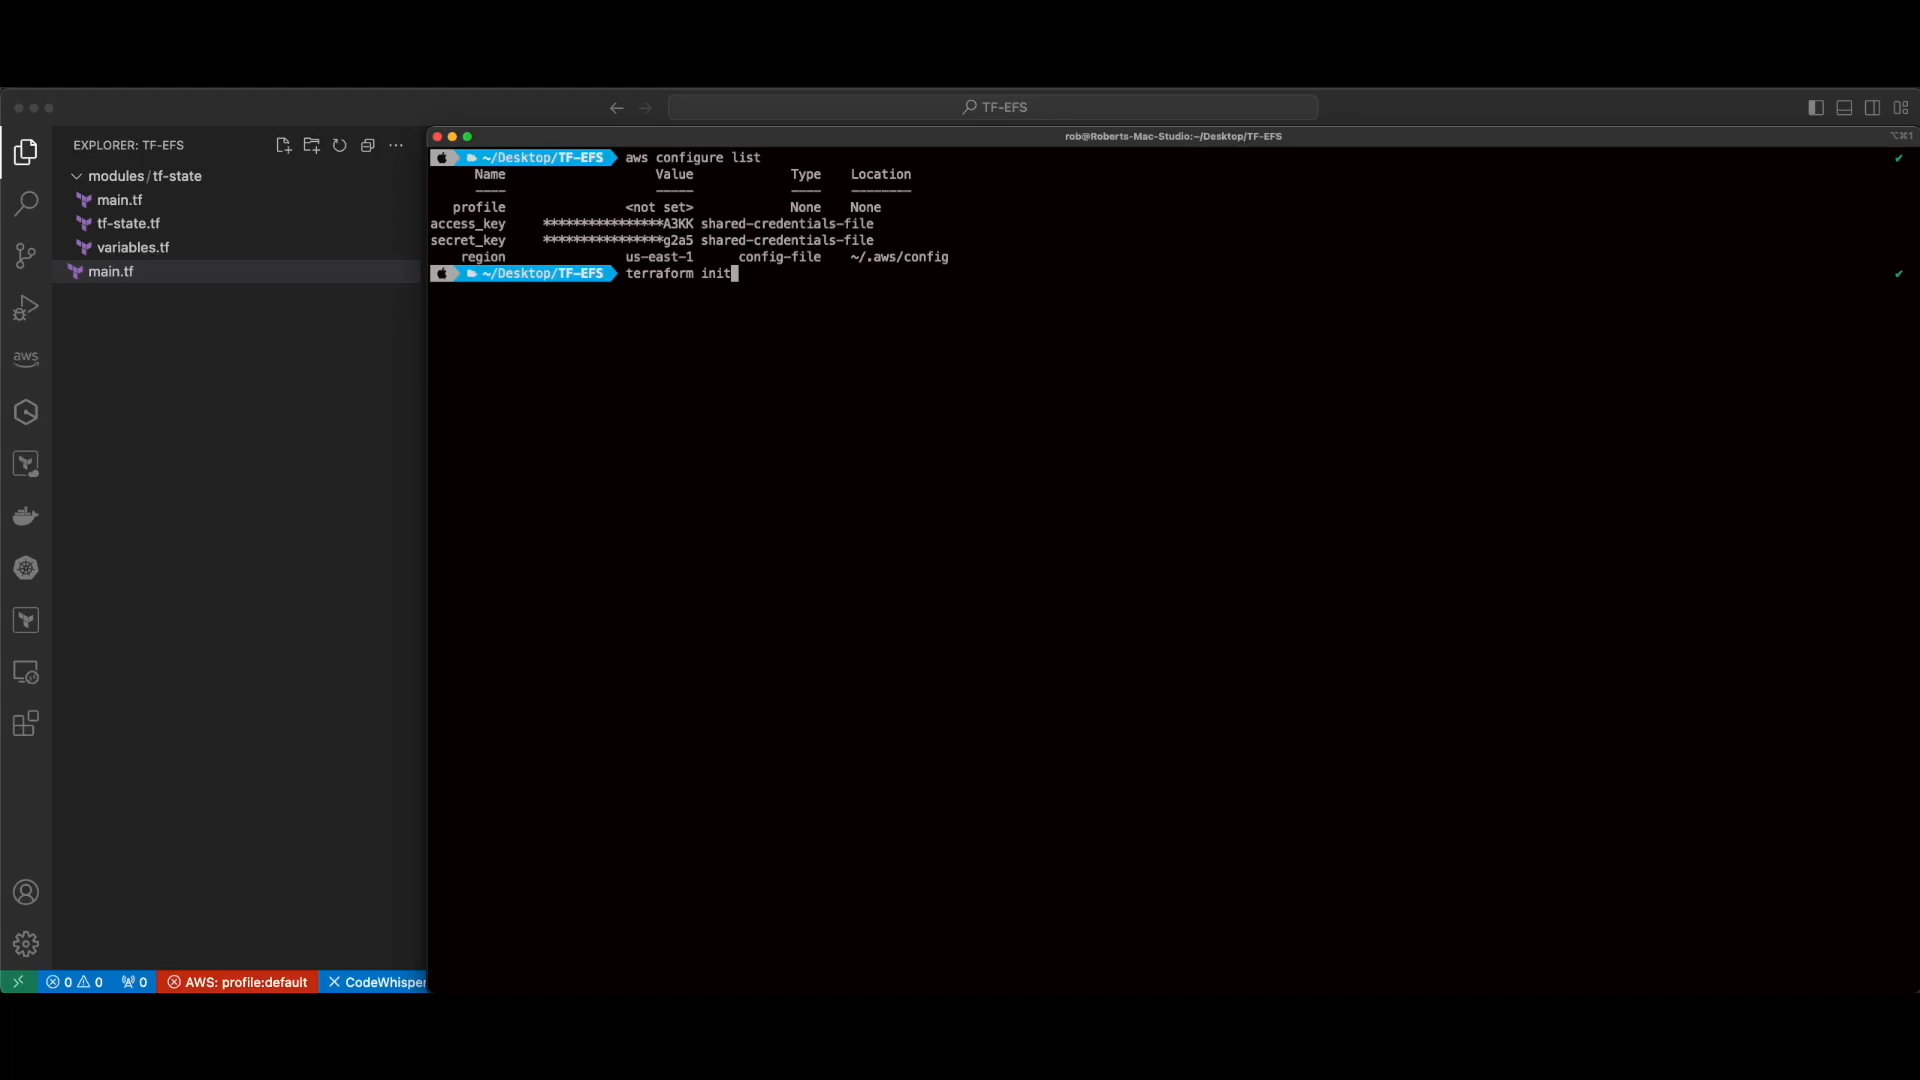 TF-EFS
EXPLORER: TF-EFS
modules/tf-state
main.tf
tf-state.tf
variables.tf
main.tf
aws
rob@Roberts-Mac-Studio:~/Desktop/TF-EFS
⌥⌘1
~/Desktop/TF-EFS aws configure list ✔
Name Value Type Location
---- ----- ---- --------
profile <not set> None None
access_key ****************A3KK shared-credentials-file
secret_key ****************g2a5 shared-credentials-file
region us-east-1 config-file ~/.aws/config
~/Desktop/TF-EFS terraform init ✔
0 0 0 AWS: profile:default CodeWhisper